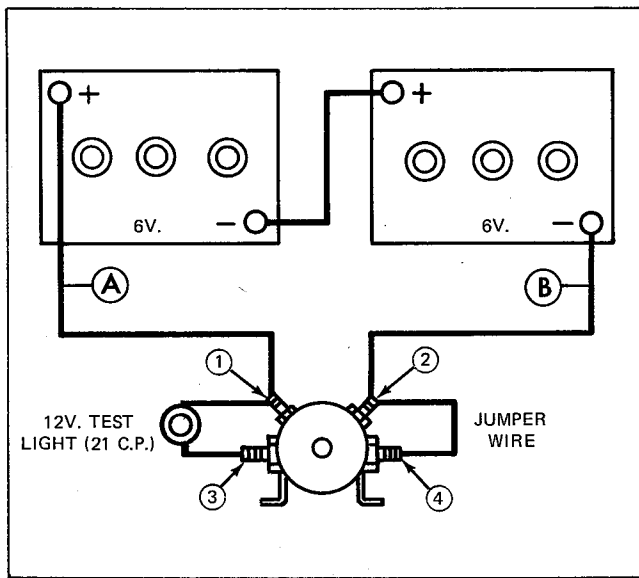 +
+
6V.
−
6V.
−
A
B
1
2
12V. TEST
LIGHT (21 C.P.)
JUMPER
WIRE
3
4